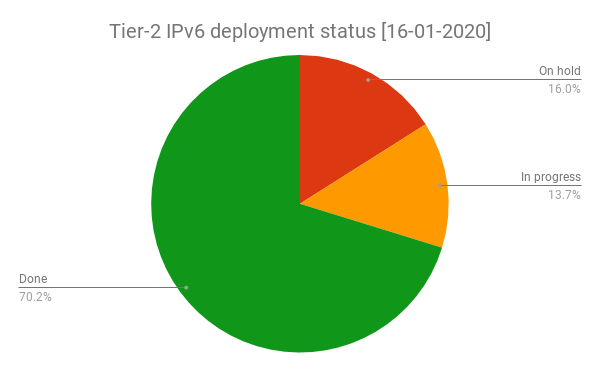 Tier-2 IPv6 deployment status [16-01-2020]
On hold
16.0%
In progress
13.7%
Done
70.2%